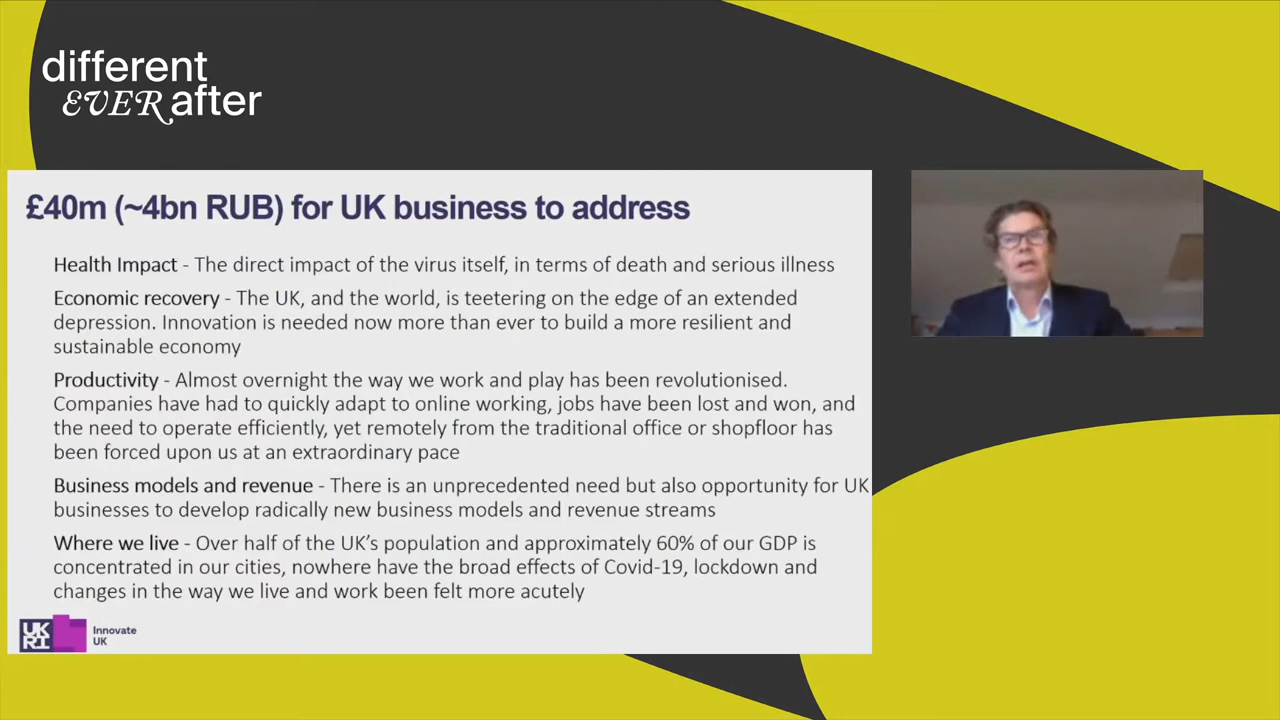 different
EVER after
£40m (~4bn RUB) for UK business to address
Health Impact - The direct impact of the virus itself, in terms of death and serious illness
Economic recovery - The UK, and the world, is teetering on the edge of an extended
depression. Innovation is needed now more than ever to build a more resilient and
sustainable economy
Productivity - Almost overnight the way we work and play has been revolutionised.
Companies have had to quickly adapt to online working, jobs have been lost and won, and
the need to operate efficiently, yet remotely from the traditional office or shopfloor has
been forced upon us at an extraordinary pace
Business models and revenue - There is an unprecedented need but also opportunity for UK
businesses to develop radically new business models and revenue streams
Where we live - Over half of the UK's population and approximately 60% of our GDP is
concentrated in our cities, nowhere have the broad effects of Covid-19, lockdown and
changes in the way we live and work been felt more acutely
UK
RI
Innovate
UK